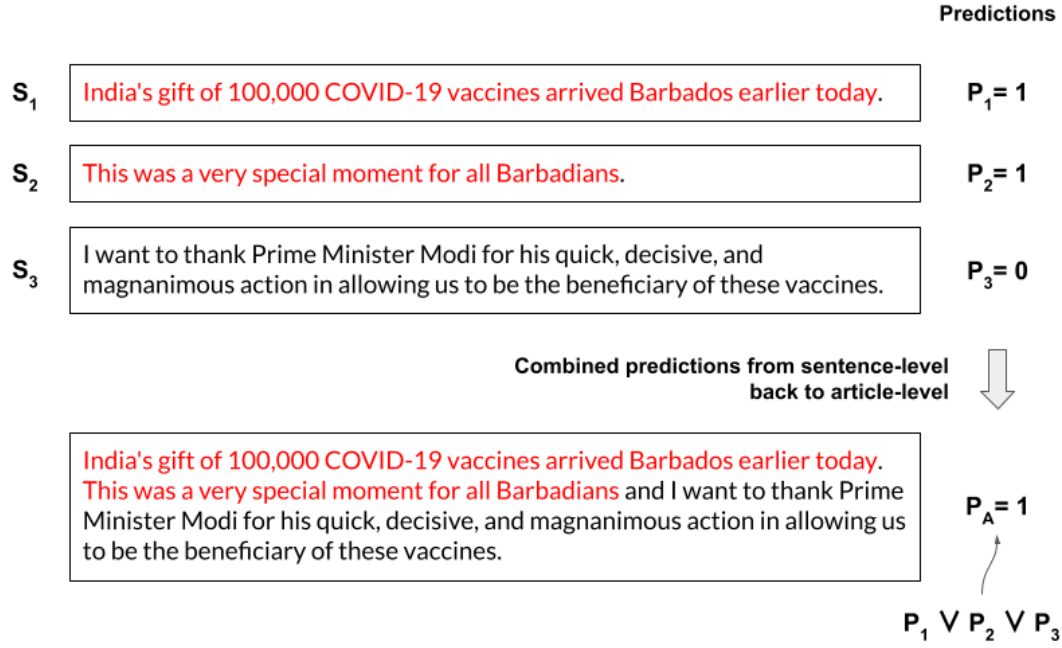 Predictions
S1 India's gift of 100,000 COVID-19 vaccines arrived Barbados earlier today. P1= 1
S2 This was a very special moment for all Barbadians. P2= 1
I want to thank Prime Minister Modi for his quick, decisive, and
S3 magnanimous action in allowing us to be the beneficiary of these vaccines. P3= 0
Combined predictions from sentence-level
back to article-level
India's gift of 100,000 COVID-19 vaccines arrived Barbados earlier today.
This was a very special moment for all Barbadians and I want to thank Prime
Minister Modi for his quick, decisive, and magnanimous action in allowing us
to be the beneficiary of these vaccines.
PA= 1
P1 ∨ P2 ∨ P3